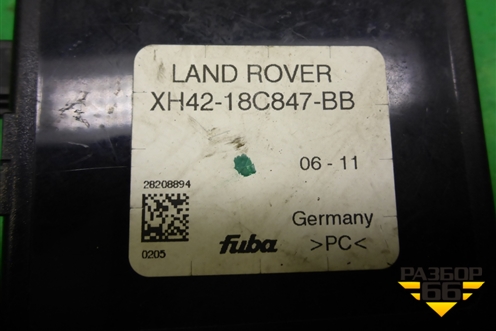 LAND ROVER
XH42-18C847-BB
06 - 11
28208894
0205
fuba
Germany
>PC<
РАЗБОР
66